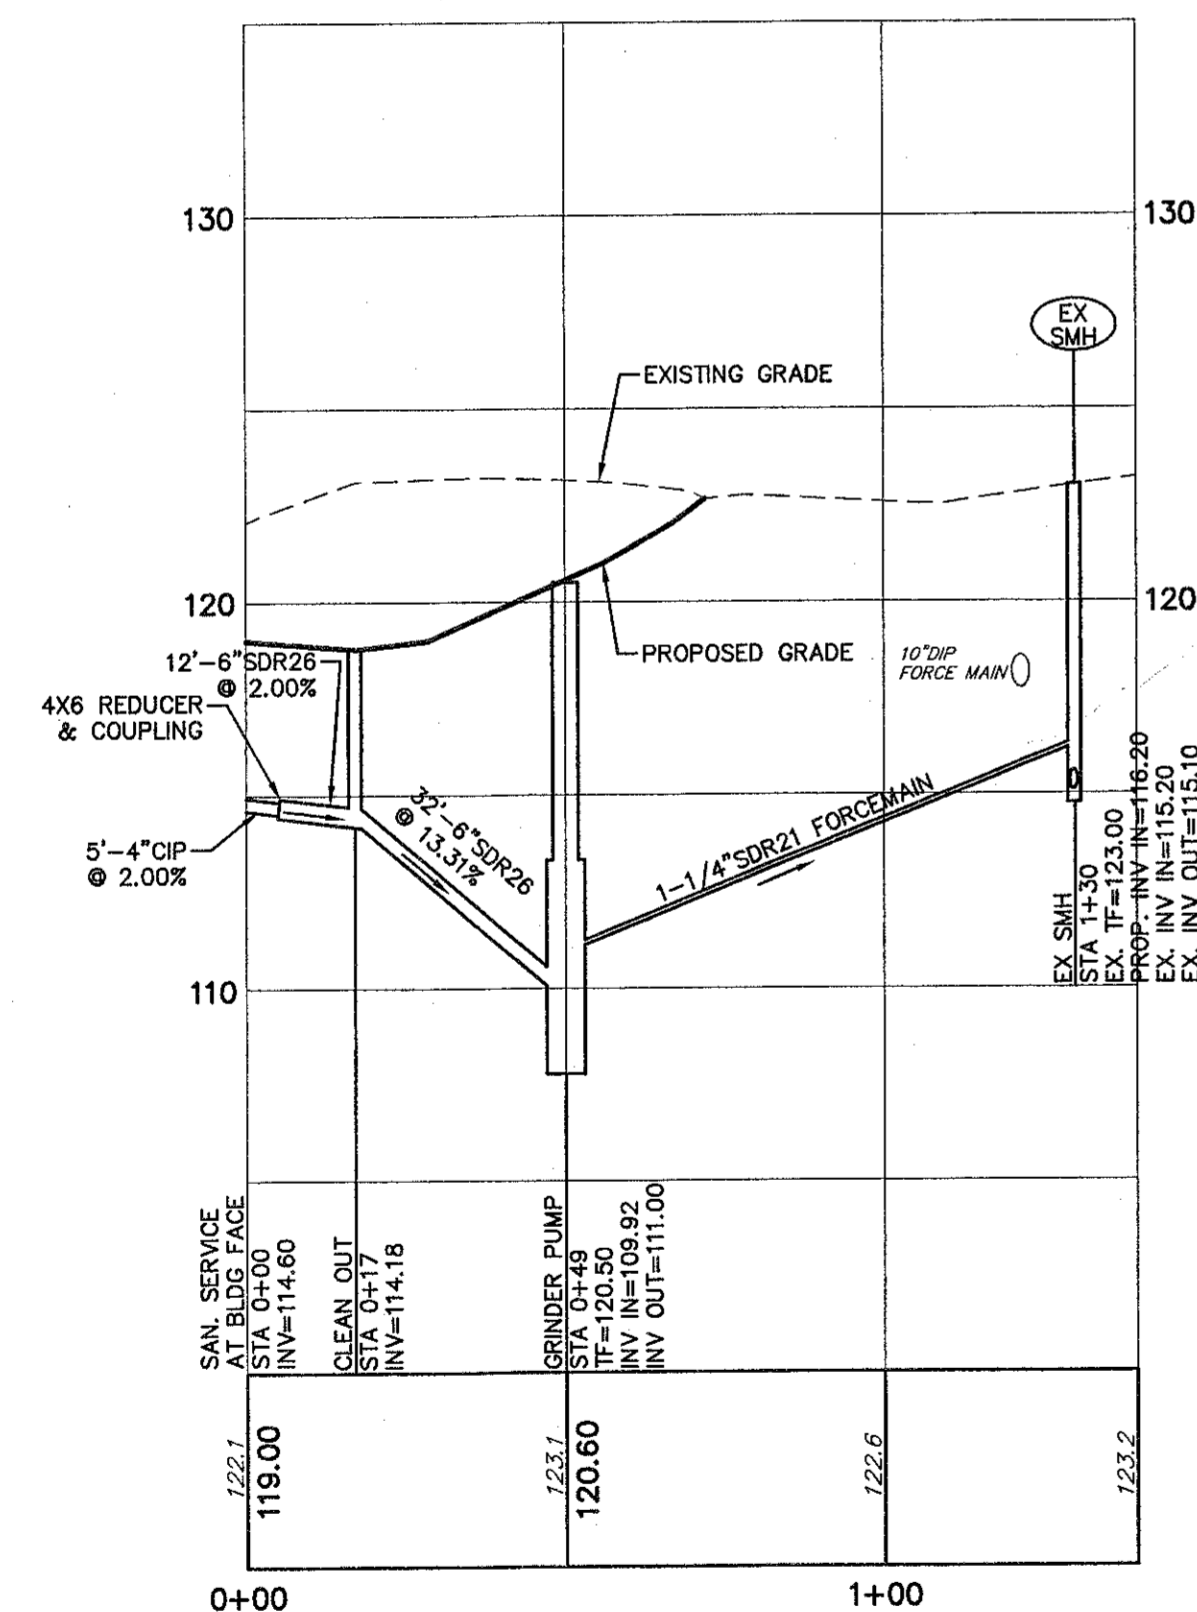 130
130
EX
SMH
EXISTING GRADE
120
120
12'-6"SDR26
@ 2.00%
4X6 REDUCER
& COUPLING
PROPOSED GRADE
10"DIP
FORCE MAIN
5'-4"CIP
@ 2.00%
32'-6"SDR26
@ 13.31%
1-1/4"SDR21 FORCEMAIN
110
EX SMH
STA 1+30
EX. TF=123.00
PROP. INV IN=116.20
EX. INV IN=115.20
EX. INV OUT=115.10
SAN. SERVICE
AT BLDG FACE
STA 0+00
INV=114.60
CLEAN OUT
STA 0+17
INV=114.18
GRINDER PUMP
STA 0+49
TF=120.50
INV IN=109.92
INV OUT=111.00
122.1
119.00
123.1
120.60
122.6
123.2
0+00
1+00